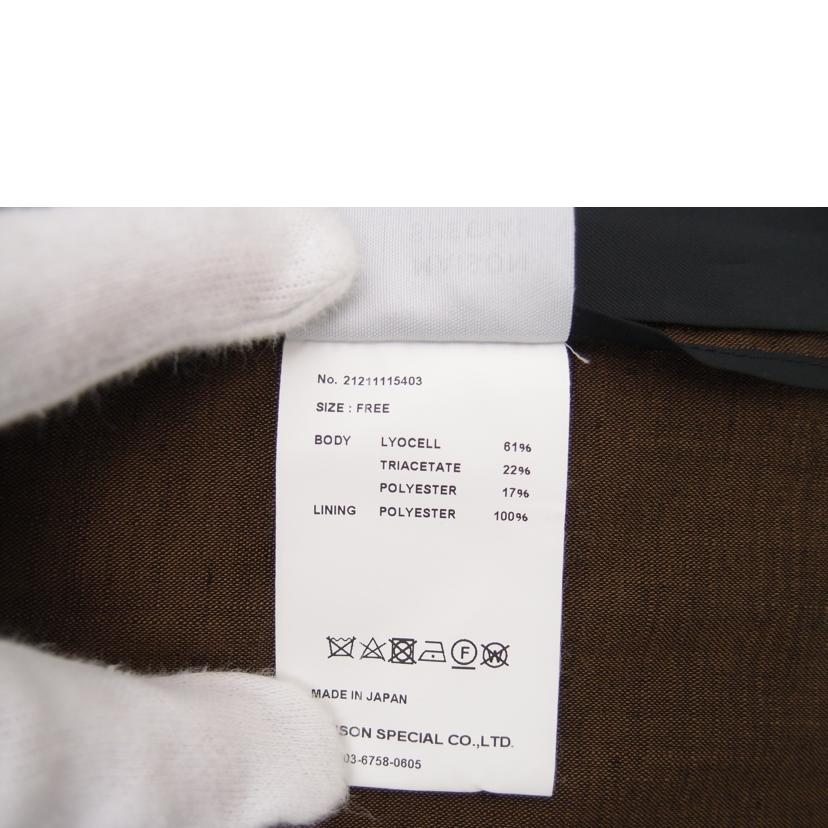 No. 21211115403
SIZE : FREE
BODY LYOCELL 61%
TRIACETATE 22%
POLYESTER 17%
LINING POLYESTER 100%
F W
MADE IN JAPAN
SPECIAL CO.,LTD.
03-6758-0605